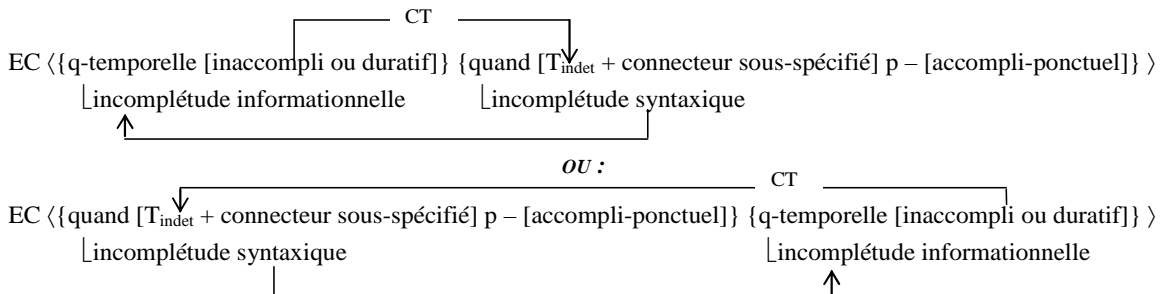 CT
EC ⟨{q-temporelle [inaccompli ou duratif]} {quand [Tindet + connecteur sous-spécifié] p – [accompli-ponctuel]} ⟩
⎣incomplétude informationnelle ⎣incomplétude syntaxique
OU :
CT
EC ⟨{quand [Tindet + connecteur sous-spécifié] p – [accompli-ponctuel]} {q-temporelle [inaccompli ou duratif]} ⟩
⎣incomplétude syntaxique ⎣incomplétude informationnelle